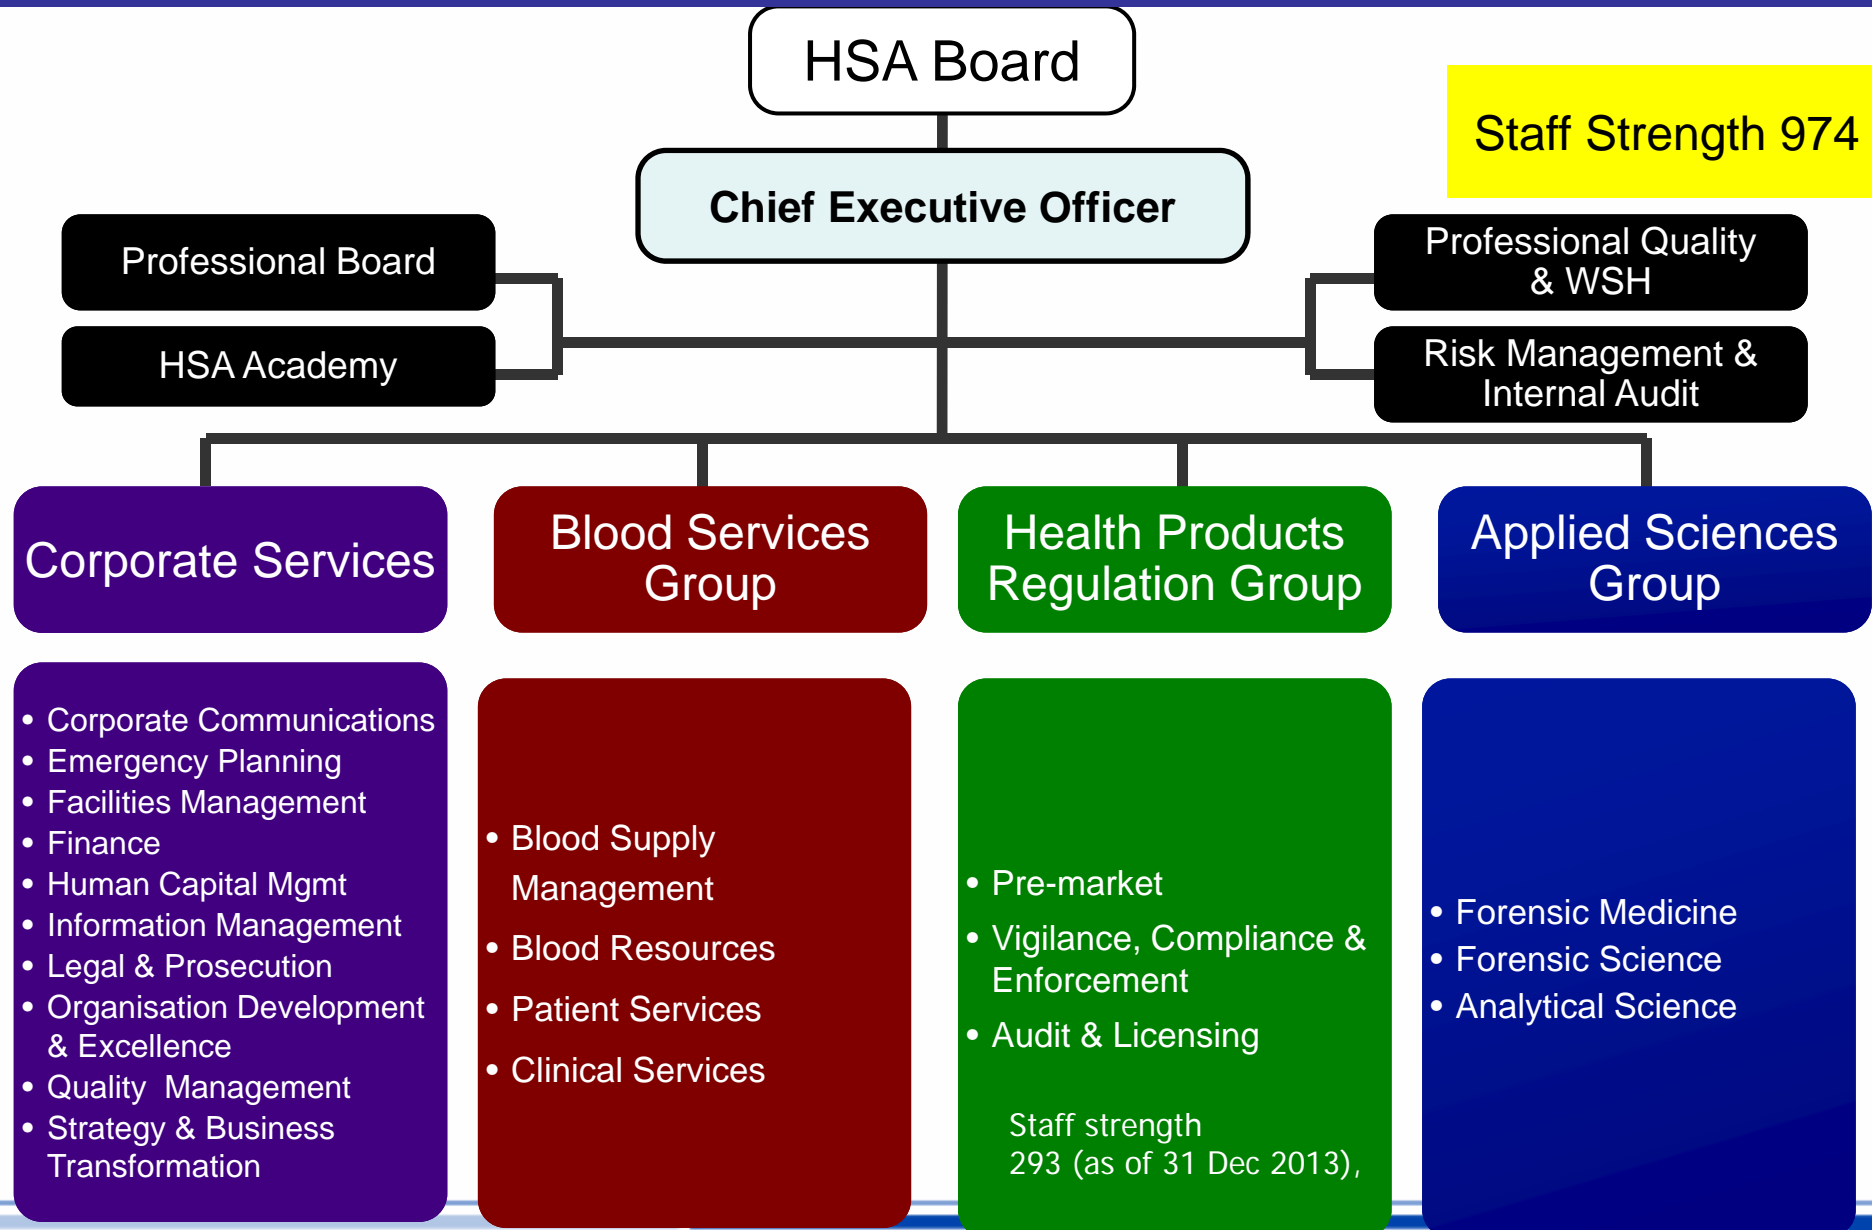 HSA Board
Staff Strength 974
Chief Executive Officer
Professional Board
HSA Academy
Professional Quality
& WSH
Risk Management &
Internal Audit
Corporate Services
Blood Services
Group
Health Products
Regulation Group
Applied Sciences
Group
• Corporate Communications
• Emergency Planning
• Facilities Management
• Finance
• Human Capital Mgmt
• Information Management
• Legal & Prosecution
• Organisation Development
& Excellence
• Quality  Management
• Strategy & Business
Transformation
• Blood Supply
Management
• Blood Resources
• Patient Services
• Clinical Services
• Pre-market
• Vigilance, Compliance &
Enforcement
• Audit & Licensing
Staff strength
293 (as of 31 Dec 2013),
• Forensic Medicine
• Forensic Science
• Analytical Science